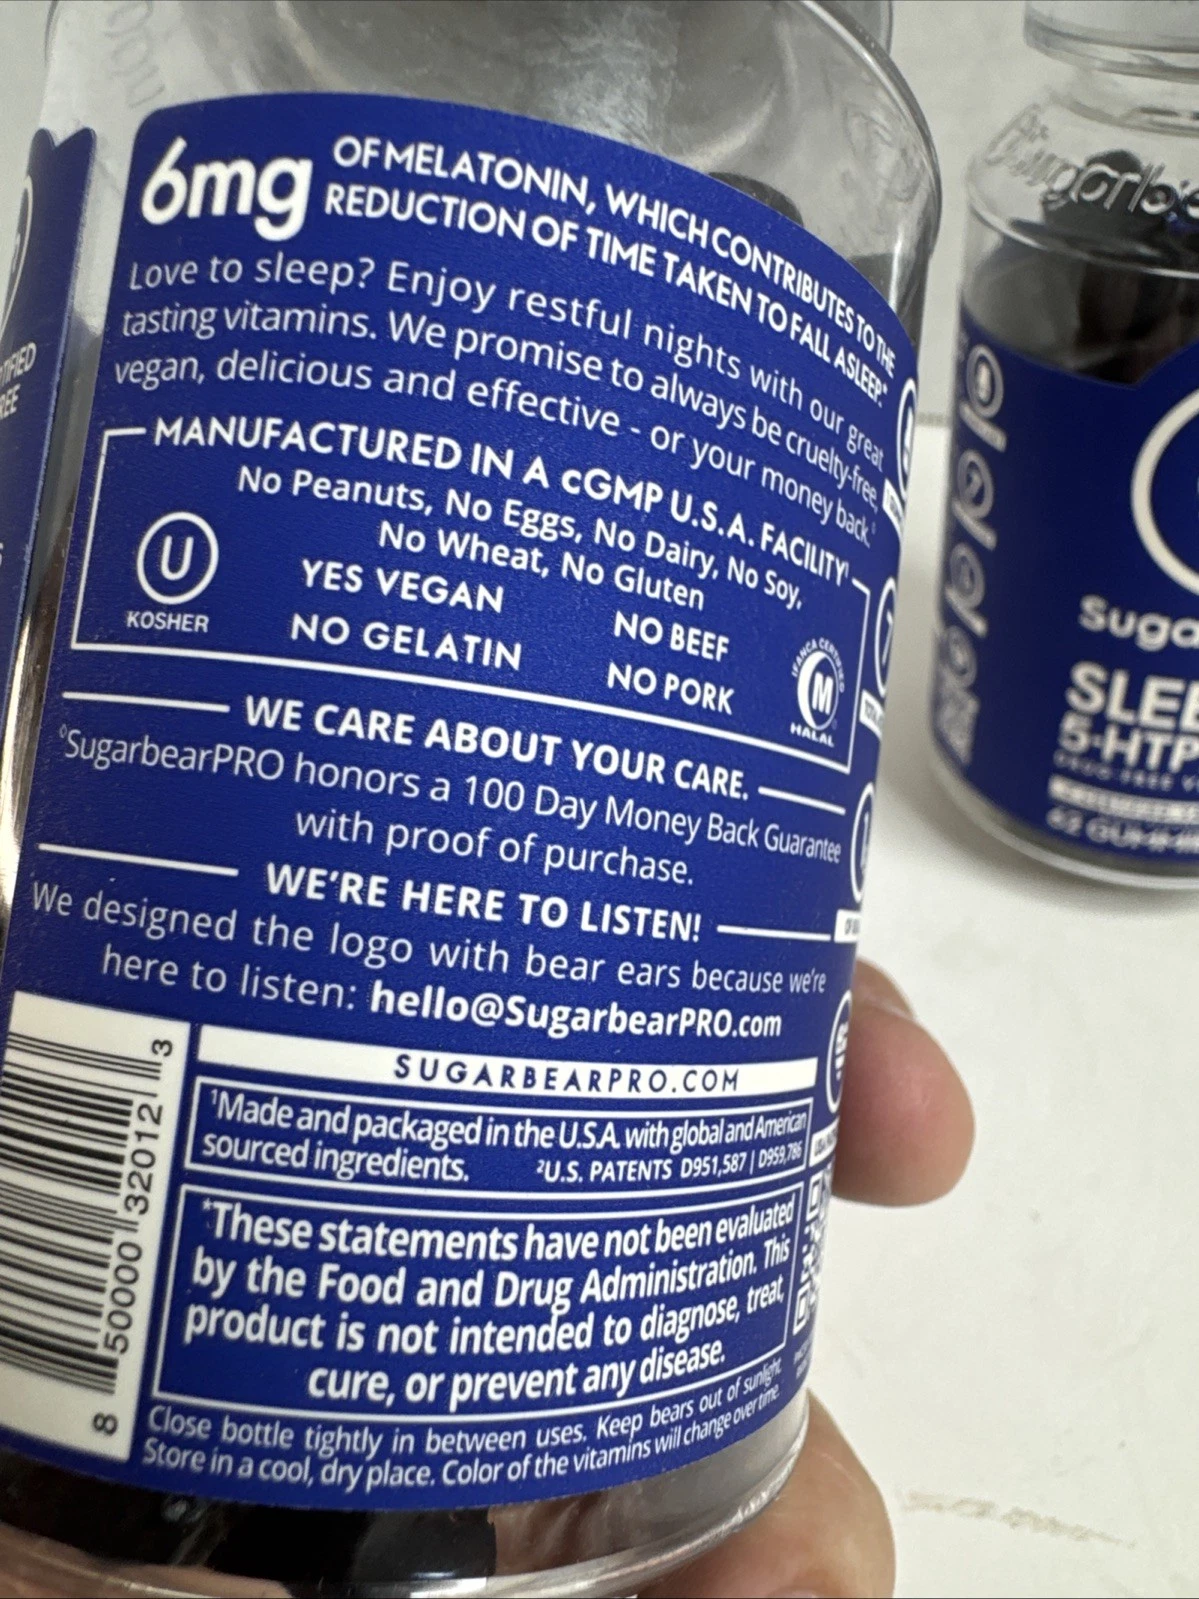 6mg OF MELATONIN, WHICH CONTRIBUTES TO THE
REDUCTION OF TIME TAKEN TO FALL ASLEEP.*
Love to sleep? Enjoy restful nights with our great
tasting vitamins. We promise to always be cruelty-free,
vegan, delicious and effective - or your money back.◊
MANUFACTURED IN A cGMP U.S.A. FACILITY¹
No Peanuts, No Eggs, No Dairy, No Soy,
No Wheat, No Gluten
YES VEGAN NO BEEF
NO GELATIN NO PORK
U
KOSHER
IFANCA CERTIFIED
M
HALAL
WE CARE ABOUT YOUR CARE.
◊SugarbearPRO honors a 100 Day Money Back Guarantee
with proof of purchase.
WE'RE HERE TO LISTEN!
We designed the logo with bear ears because we're
here to listen: hello@SugarbearPRO.com
SUGARBEARPRO.COM
¹Made and packaged in the U.S.A. with global and American
sourced ingredients. ²U.S. PATENTS D951,587 | D959,786
*These statements have not been evaluated
by the Food and Drug Administration. This
product is not intended to diagnose, treat,
cure, or prevent any disease.
Close bottle tightly in between uses. Keep bears out of sunlight.
Store in a cool, dry place. Color of the vitamins will change over time.
8 50000 32012 3
Suga
SLEE
5-HTP
62 GUMMI